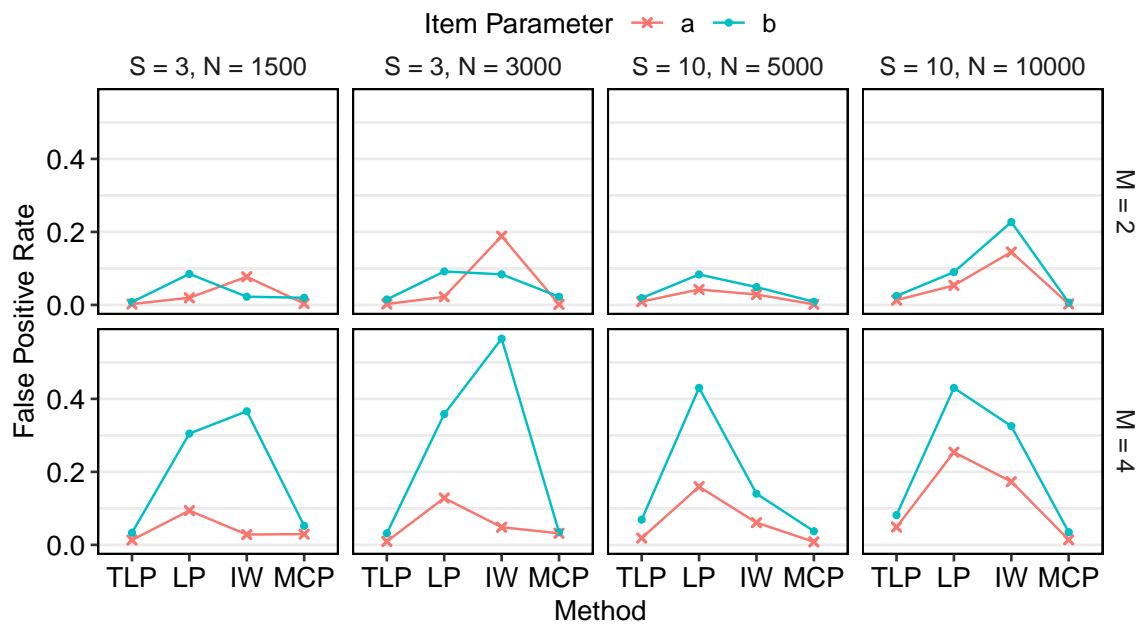 Item Parameter a b
S = 3, N = 1500
S = 3, N = 3000
S = 10, N = 5000
S = 10, N = 10000
False Positive Rate
0.4
0.2
0.0
M = 2
0.4
0.2
0.0
M = 4
TLP LP IW MCP
TLP LP IW MCP
TLP LP IW MCP
TLP LP IW MCP
Method